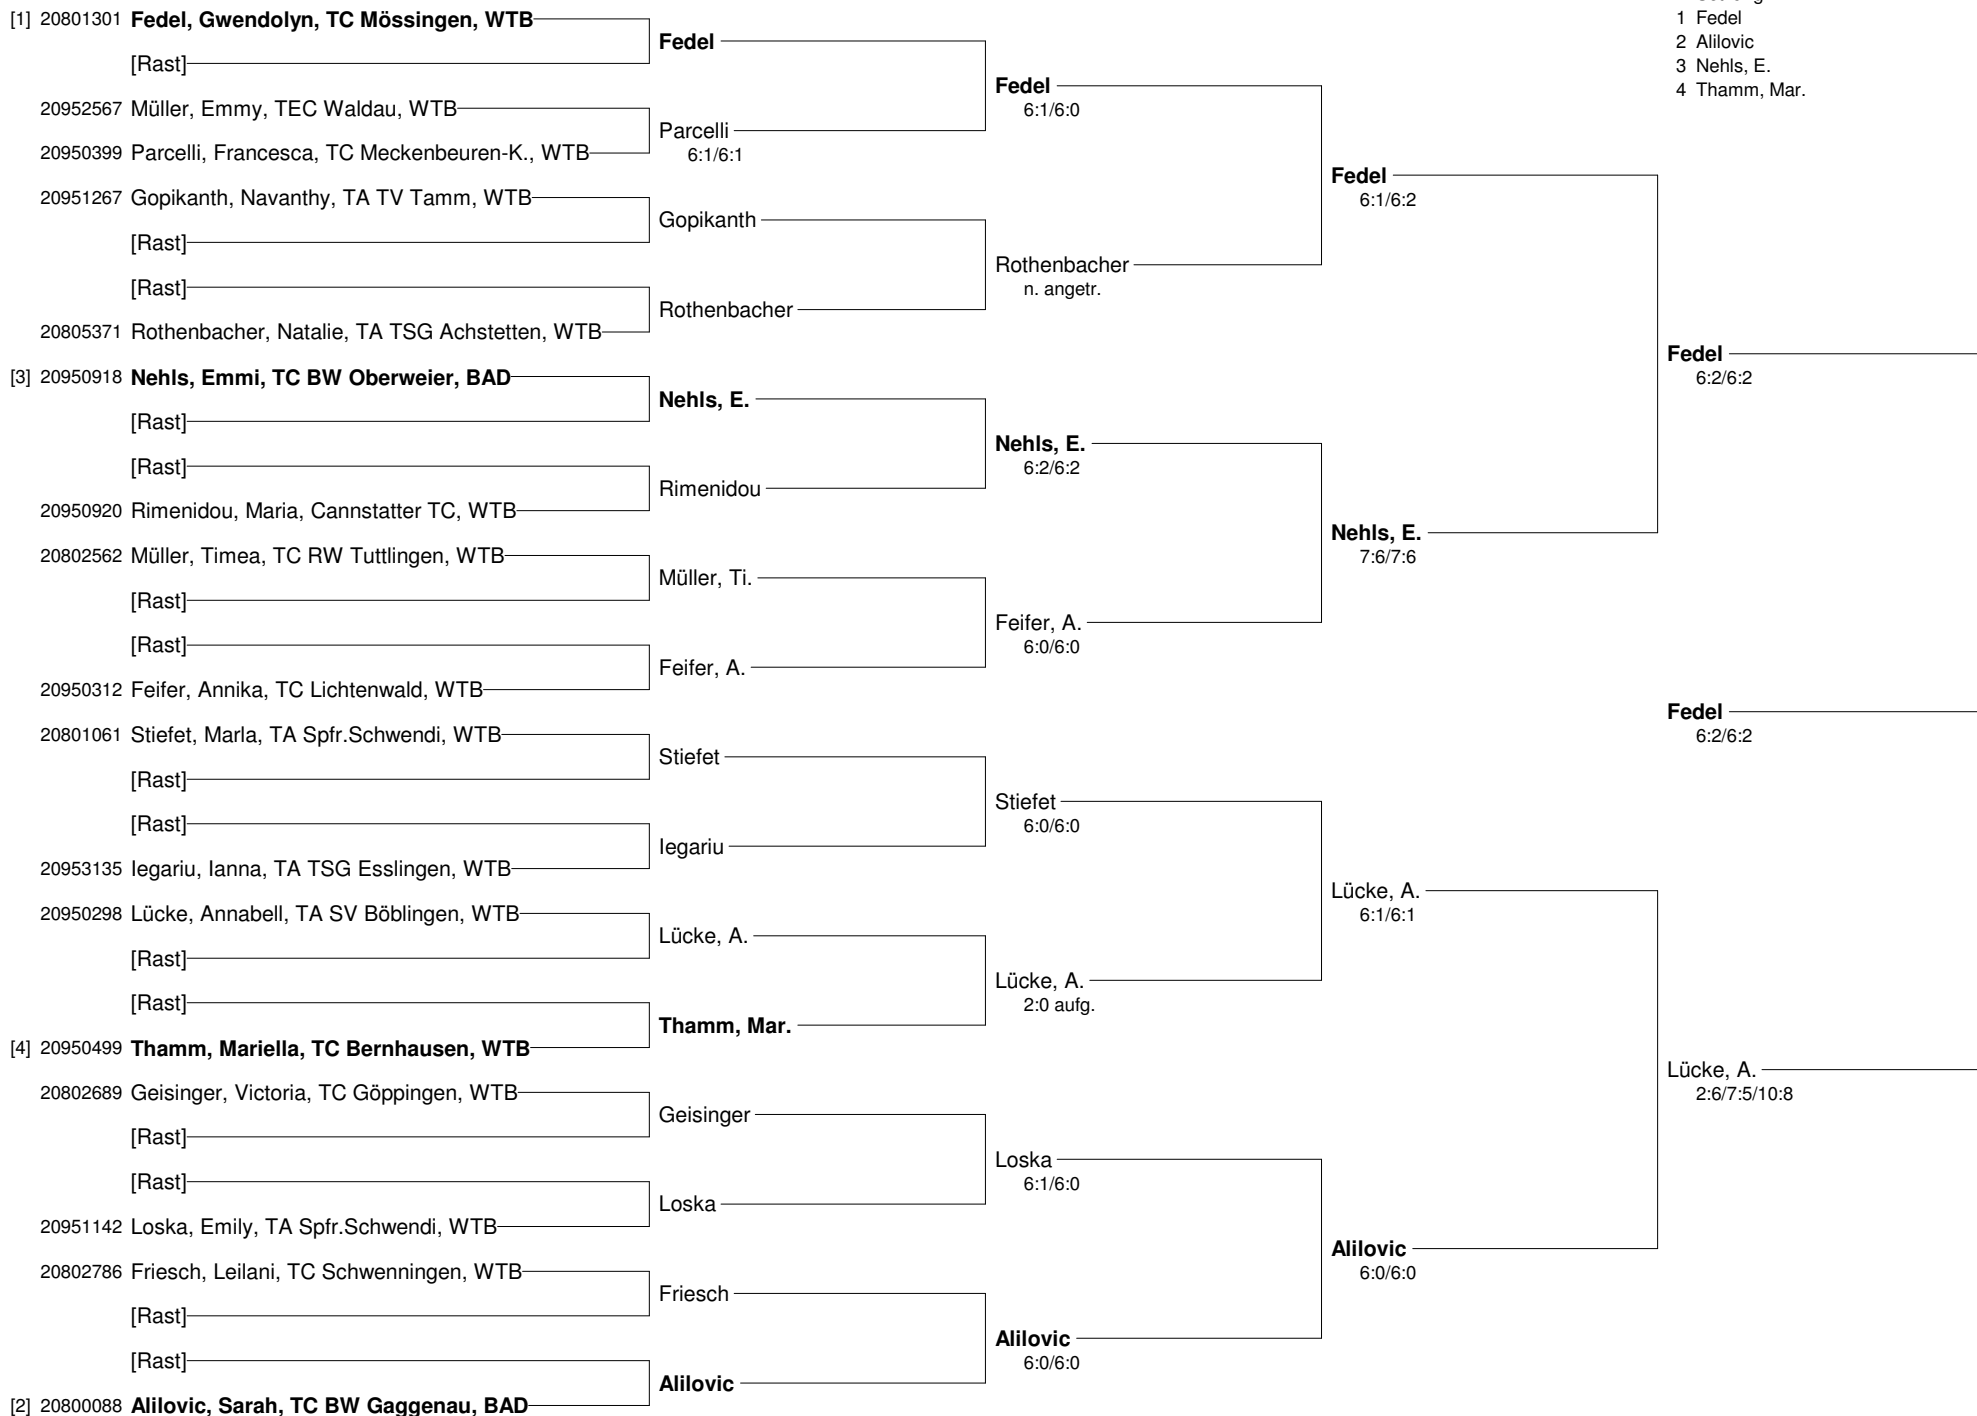 [1] 20801301 Fedel, Gwendolyn, TC Mössingen, WTB
[Rast]
20952567 Müller, Emmy, TEC Waldau, WTB
20950399 Parcelli, Francesca, TC Meckenbeuren-K., WTB
20951267 Gopikanth, Navanthy, TA TV Tamm, WTB
[Rast]
[Rast]
20805371 Rothenbacher, Natalie, TA TSG Achstetten, WTB
[3] 20950918 Nehls, Emmi, TC BW Oberweier, BAD
[Rast]
[Rast]
20950920 Rimenidou, Maria, Cannstatter TC, WTB
20802562 Müller, Timea, TC RW Tuttlingen, WTB
[Rast]
[Rast]
20950312 Feifer, Annika, TC Lichtenwald, WTB
20801061 Stiefet, Marla, TA Spfr.Schwendi, WTB
[Rast]
[Rast]
20953135 Iegariu, Ianna, TA TSG Esslingen, WTB
20950298 Lücke, Annabell, TA SV Böblingen, WTB
[Rast]
[Rast]
[4] 20950499 Thamm, Mariella, TC Bernhausen, WTB
20802689 Geisinger, Victoria, TC Göppingen, WTB
[Rast]
[Rast]
20951142 Loska, Emily, TA Spfr.Schwendi, WTB
20802786 Friesch, Leilani, TC Schwenningen, WTB
[Rast]
[Rast]
[2] 20800088 Alilovic, Sarah, TC BW Gaggenau, BAD
Fedel
Parcelli
6:1/6:1
Gopikanth
Rothenbacher
Nehls, E.
Rimenidou
Müller, Ti.
Feifer, A.
Stiefet
Iegariu
Lücke, A.
Thamm, Mar.
Geisinger
Loska
Friesch
Alilovic
Fedel
6:1/6:0
Rothenbacher
n. angetr.
Nehls, E.
6:2/6:2
Feifer, A.
6:0/6:0
Stiefet
6:0/6:0
Lücke, A.
2:0 aufg.
Loska
6:1/6:0
Alilovic
6:0/6:0
Fedel
6:1/6:2
Nehls, E.
7:6/7:6
Lücke, A.
6:1/6:1
Alilovic
6:0/6:0
1 Fedel
2 Alilovic
3 Nehls, E.
4 Thamm, Mar.
Fedel
6:2/6:2
Fedel
6:2/6:2
Lücke, A.
2:6/7:5/10:8